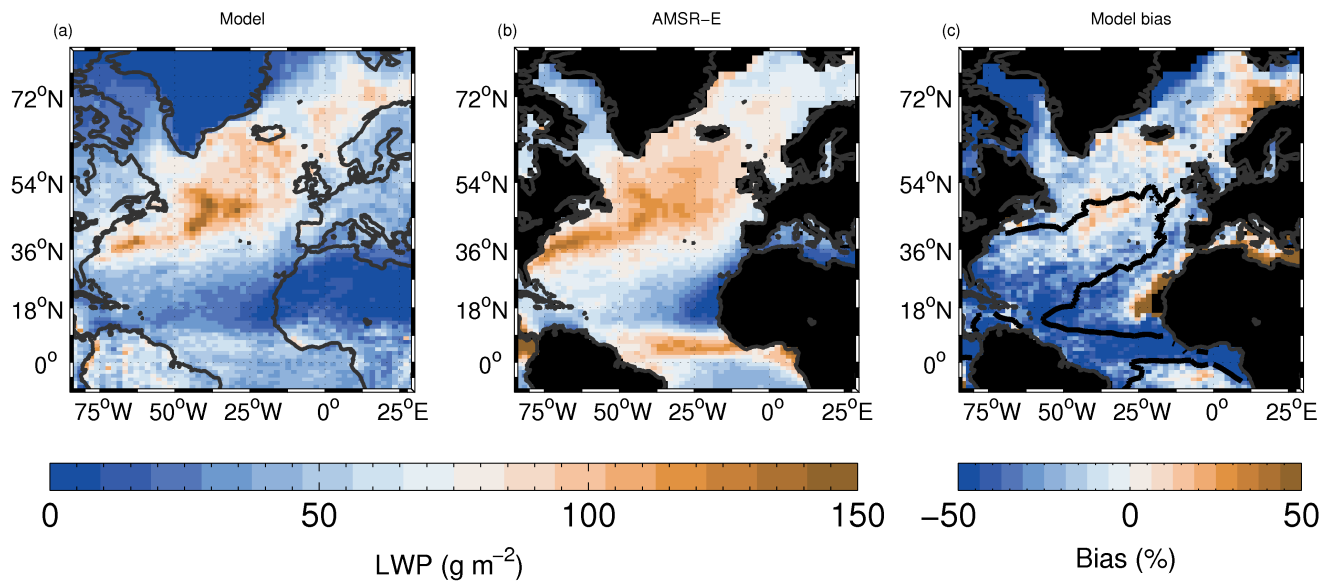 Model
AMSR−E
Model bias
(a)
(b)
(c)
72°N
54°N
36°N
18°N
0°
75°W 50°W 25°W 0° 25°E
72°N
54°N
36°N
18°N
0°
75°W 50°W 25°W 0° 25°E
72°N
54°N
36°N
18°N
0°
75°W 50°W 25°W 0° 25°E
0 50 100 150
LWP (g m⁻²)
−50 0 50
Bias (%)